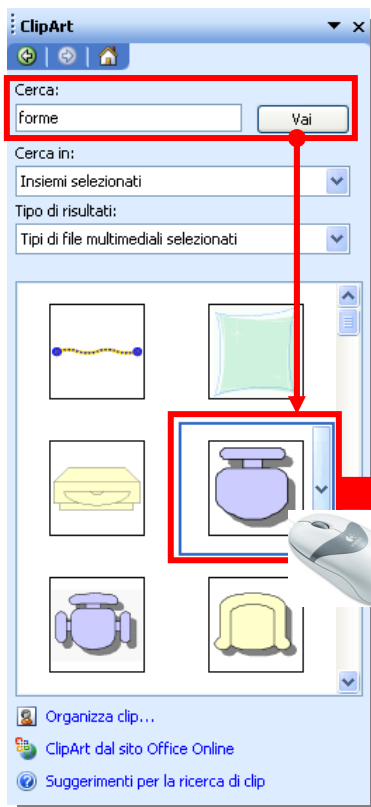 ClipArt
Cerca:
forme
Vai
Cerca in:
Insiemi selezionati
Tipo di risultati:
Tipi di file multimediali selezionati
Organizza clip...
ClipArt dal sito Office Online
Suggerimenti per la ricerca di clip